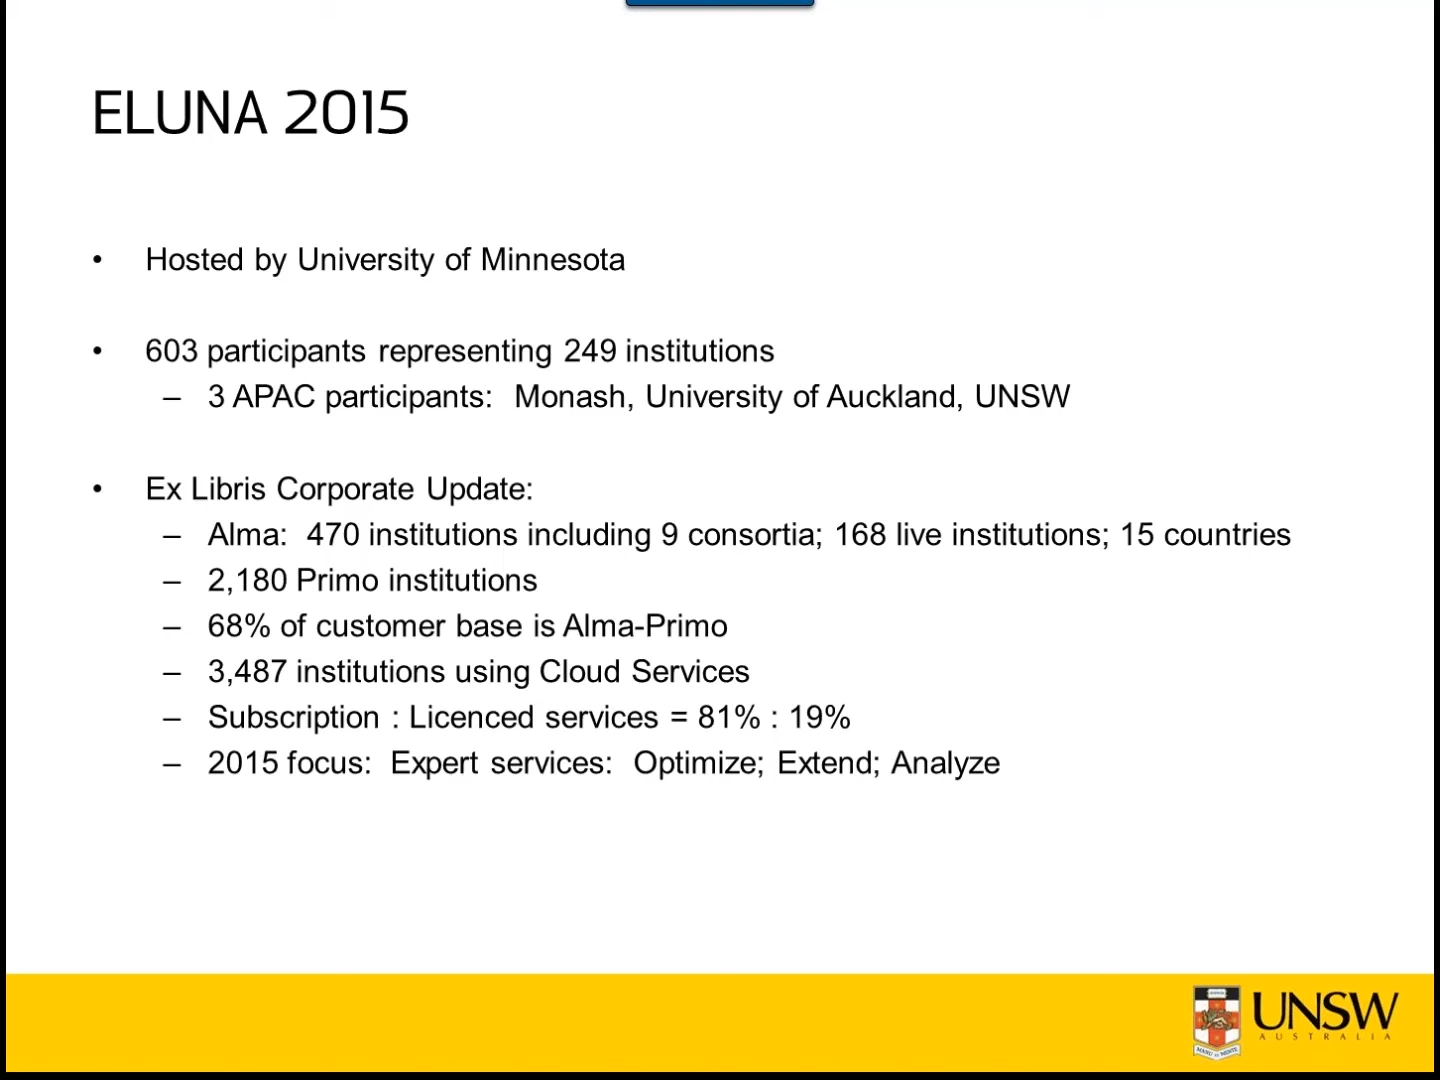 ELUNA 2015
• Hosted by University of Minnesota
• 603 participants representing 249 institutions
– 3 APAC participants: Monash, University of Auckland, UNSW
• Ex Libris Corporate Update:
– Alma: 470 institutions including 9 consortia; 168 live institutions; 15 countries
– 2,180 Primo institutions
– 68% of customer base is Alma-Primo
– 3,487 institutions using Cloud Services
– Subscription : Licenced services = 81% : 19%
– 2015 focus: Expert services: Optimize; Extend; Analyze
UNSW
AUSTRALIA